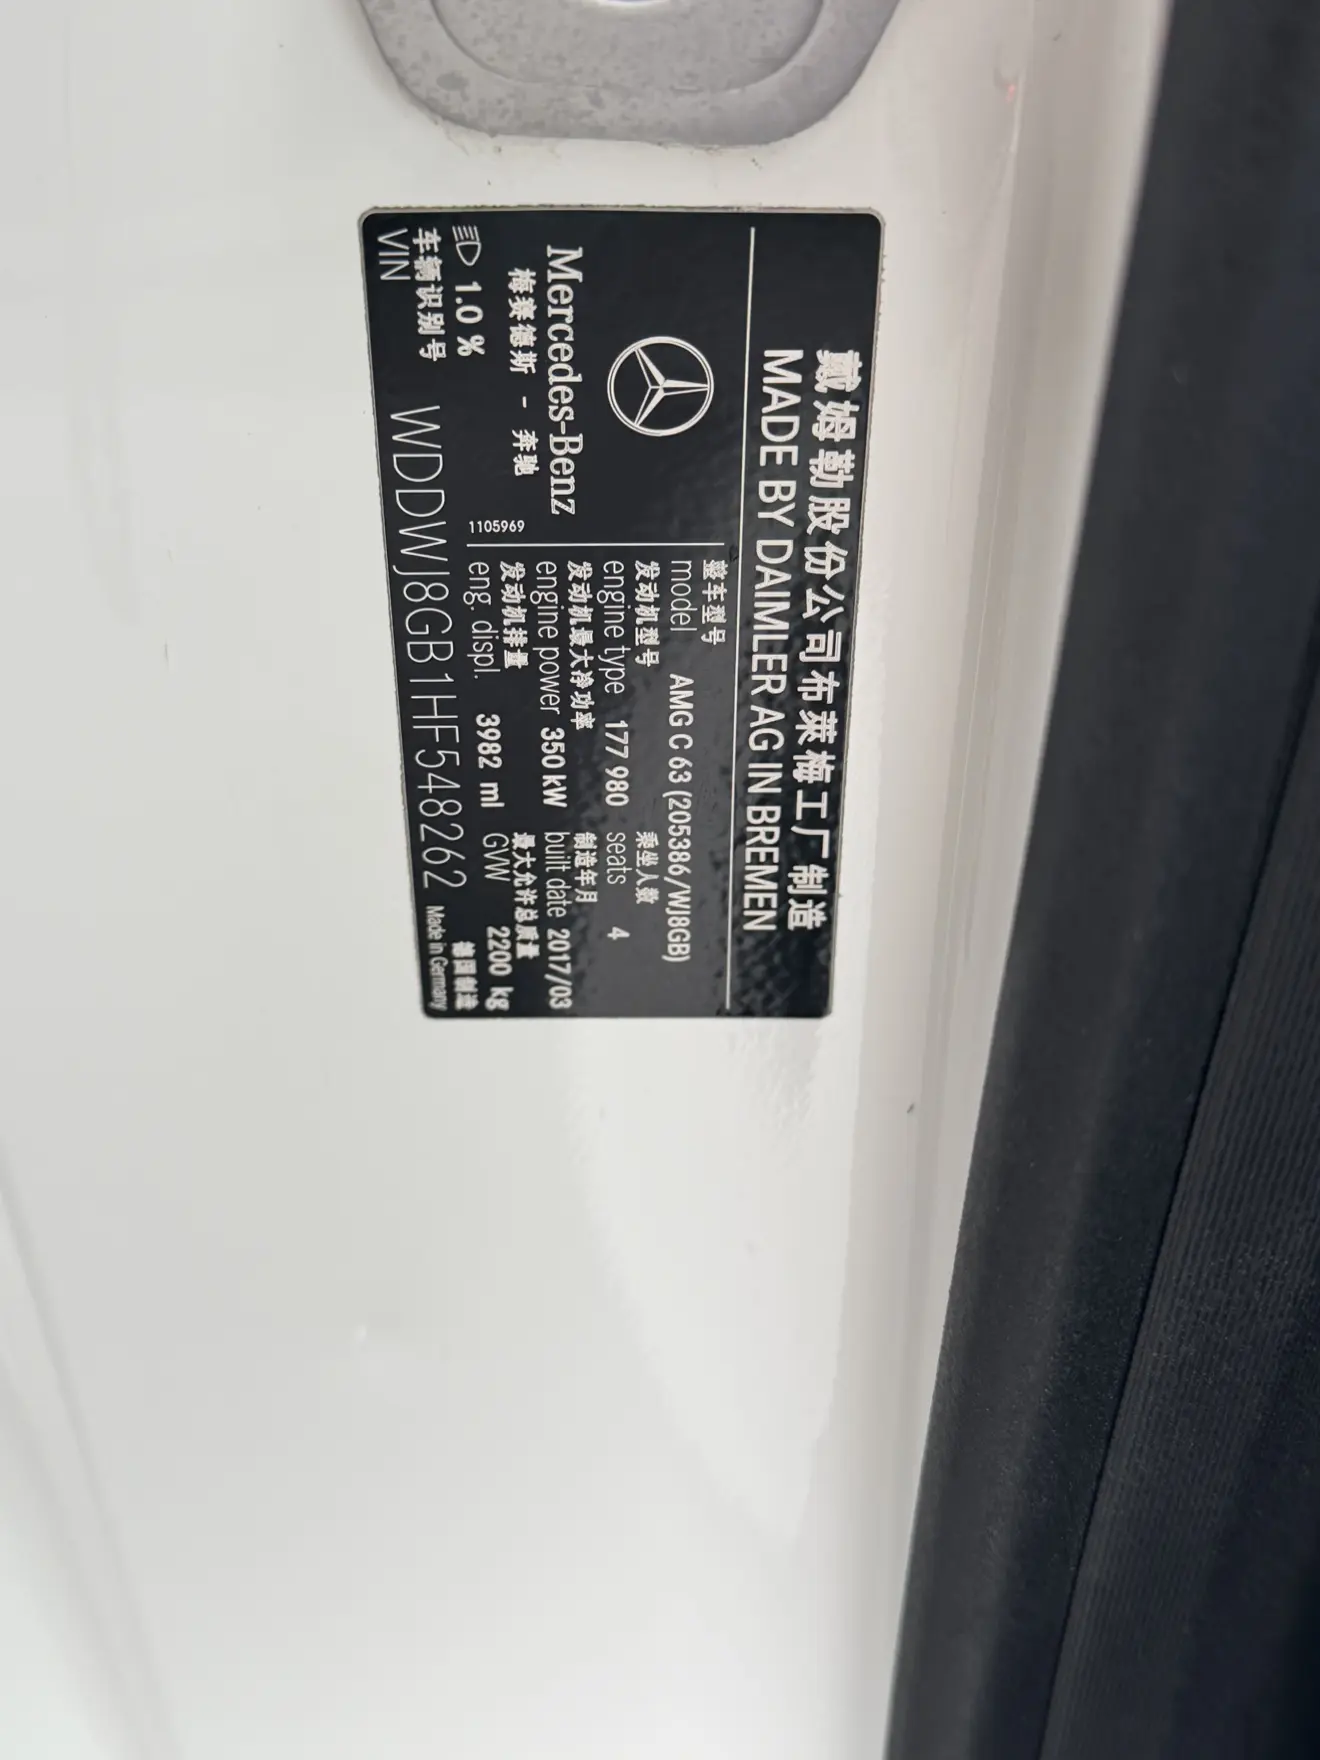 戴姆勒股份公司布莱梅工厂制造
MADE BY DAIMLER AG IN BREMEN
Mercedes-Benz
梅赛德斯 - 奔驰
1105969
整车型号
model AMG C 63 (205386/WJ8GB)
发动机型号 乘坐人数
engine type 177 980 seats 4
发动机最大净功率 制造年月
engine power 350 kW built date 2017/03
发动机排量 最大允许总质量
eng. displ. 3982 ml GVW 2200 kg
1.0 %
车辆识别号 德国制造
VIN WDDWJ8GB1HF548262 Made in Germany